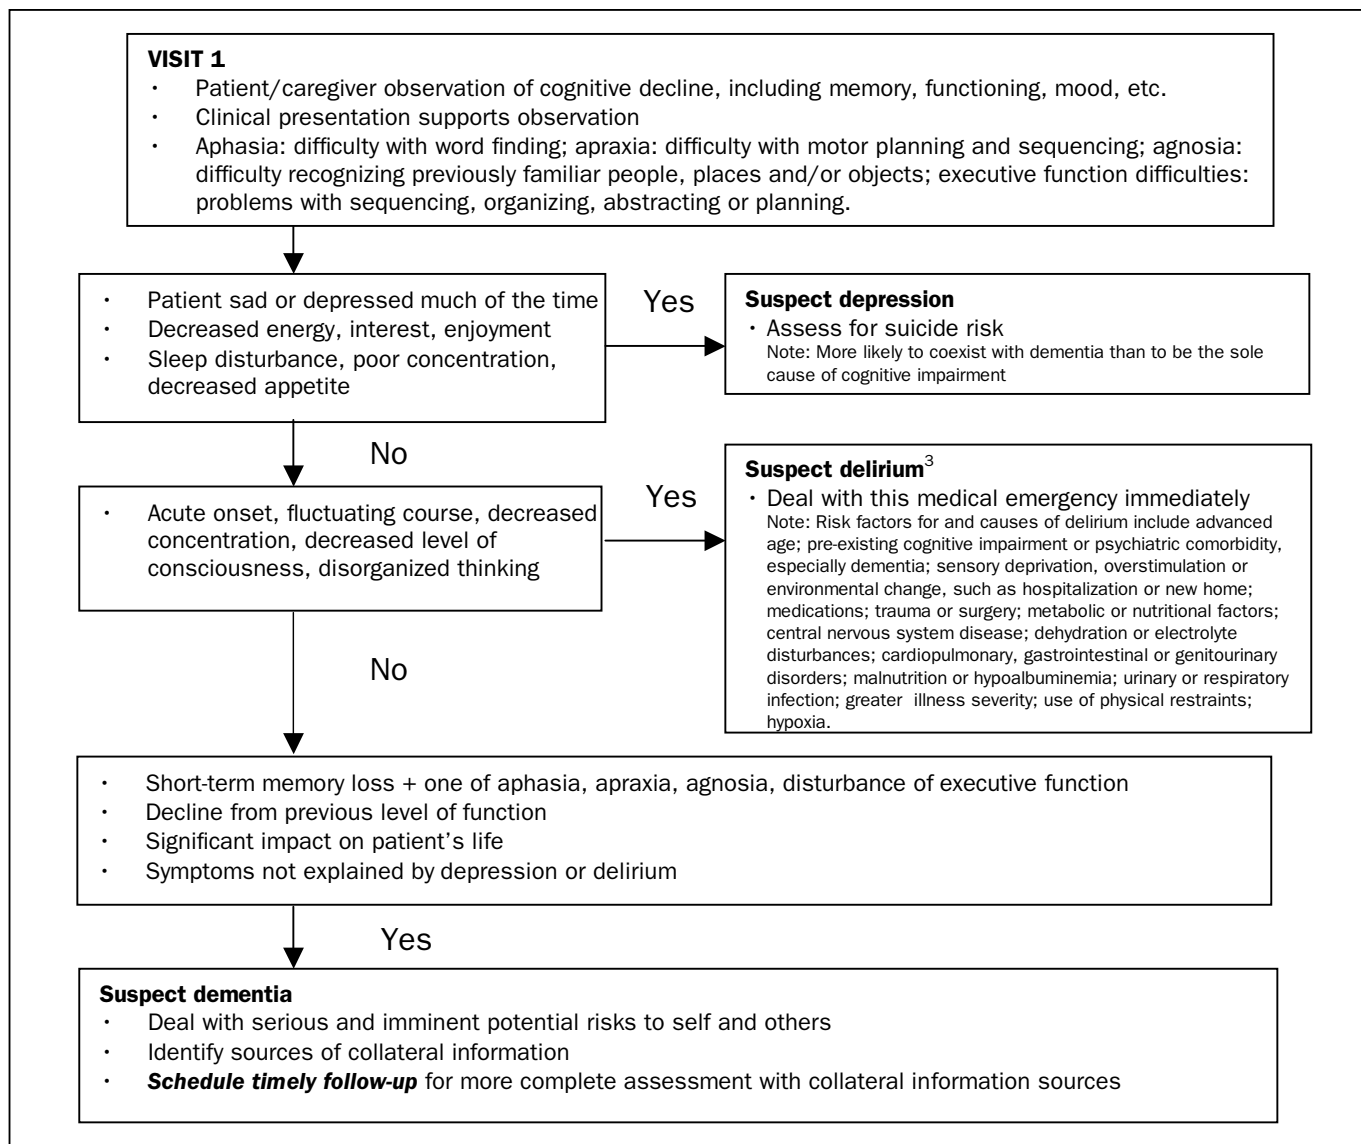 VISIT 1
· Patient/caregiver observation of cognitive decline, including memory, functioning, mood, etc.
· Clinical presentation supports observation
· Aphasia: difficulty with word finding; apraxia: difficulty with motor planning and sequencing; agnosia:
difficulty recognizing previously familiar people, places and/or objects; executive function difficulties:
problems with sequencing, organizing, abstracting or planning.
· Patient sad or depressed much of the time
· Decreased energy, interest, enjoyment
· Sleep disturbance, poor concentration,
decreased appetite
Yes
Suspect depression
· Assess for suicide risk
Note: More likely to coexist with dementia than to be the sole
cause of cognitive impairment
No
· Acute onset, fluctuating course, decreased
concentration, decreased level of
consciousness, disorganized thinking
Yes
Suspect delirium3
· Deal with this medical emergency immediately
Note: Risk factors for and causes of delirium include advanced
age; pre-existing cognitive impairment or psychiatric comorbidity,
especially dementia; sensory deprivation, overstimulation or
environmental change, such as hospitalization or new home;
medications; trauma or surgery; metabolic or nutritional factors;
central nervous system disease; dehydration or electrolyte
disturbances; cardiopulmonary, gastrointestinal or genitourinary
disorders; malnutrition or hypoalbuminemia; urinary or respiratory
infection; greater illness severity; use of physical restraints;
hypoxia.
No
· Short-term memory loss + one of aphasia, apraxia, agnosia, disturbance of executive function
· Decline from previous level of function
· Significant impact on patient’s life
· Symptoms not explained by depression or delirium
Yes
Suspect dementia
· Deal with serious and imminent potential risks to self and others
· Identify sources of collateral information
· Schedule timely follow-up for more complete assessment with collateral information sources